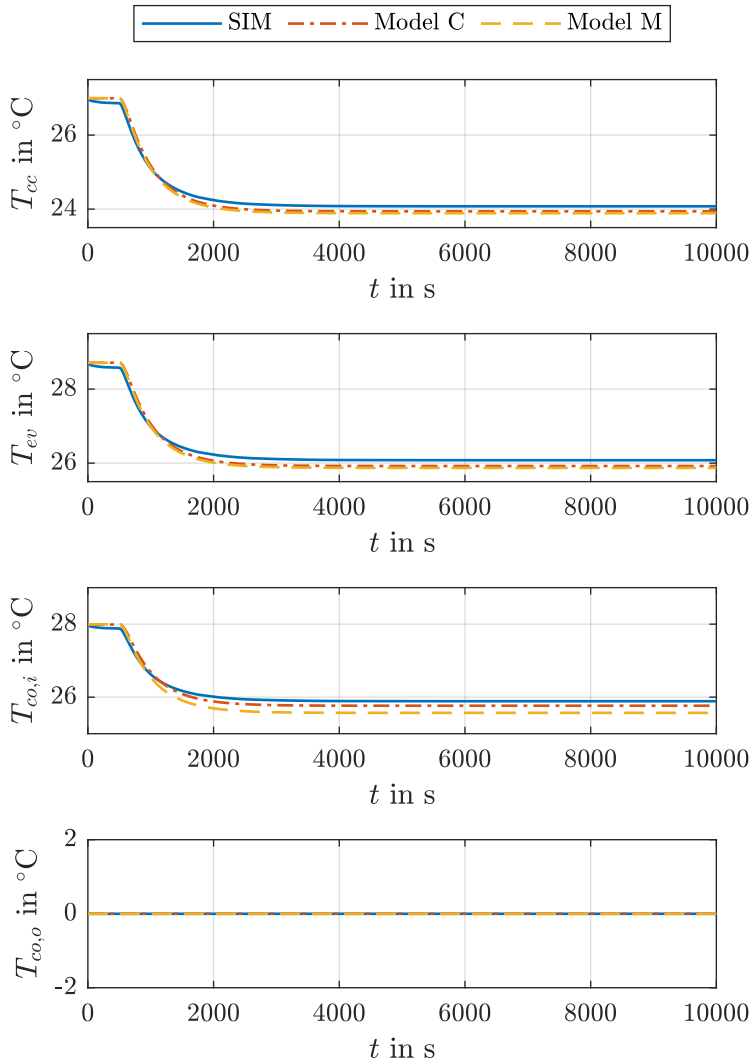 SIM Model C Model M
T_cc in °C
26
24
0 2000 4000 6000 8000 10000
t in s
T_ev in °C
28
26
0 2000 4000 6000 8000 10000
t in s
T_co,i in °C
28
26
0 2000 4000 6000 8000 10000
t in s
T_co,o in °C
2
0
-2
0 2000 4000 6000 8000 10000
t in s